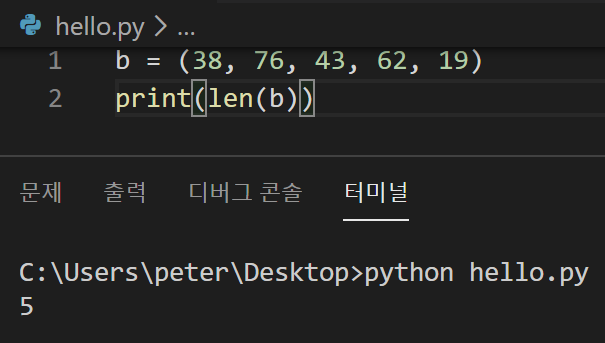 hello.py > ...
1 b = (38, 76, 43, 62, 19)
2 print(len(b))
문제 출력 디버그 콘솔 터미널
C:\Users\peter\Desktop>python hello.py
5